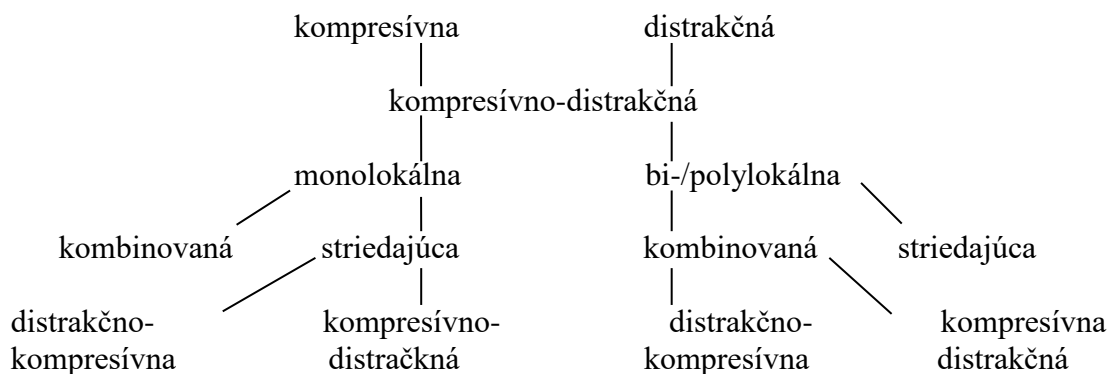 kompresívna distrakčná
kompresívno-distrakčná
monolokálna bi-/polylokálna
kombinovaná striedajúca kombinovaná striedajúca
distrakčno- kompresívno- distrakčno- kompresívna
kompresívna distračkná kompresívna distrakčná